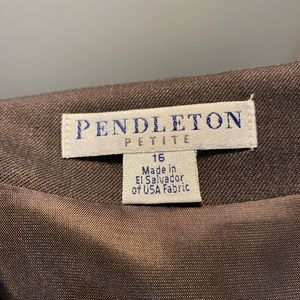 PENDLETON
PETITE
16
Made in
El Salvador
of USA Fabric